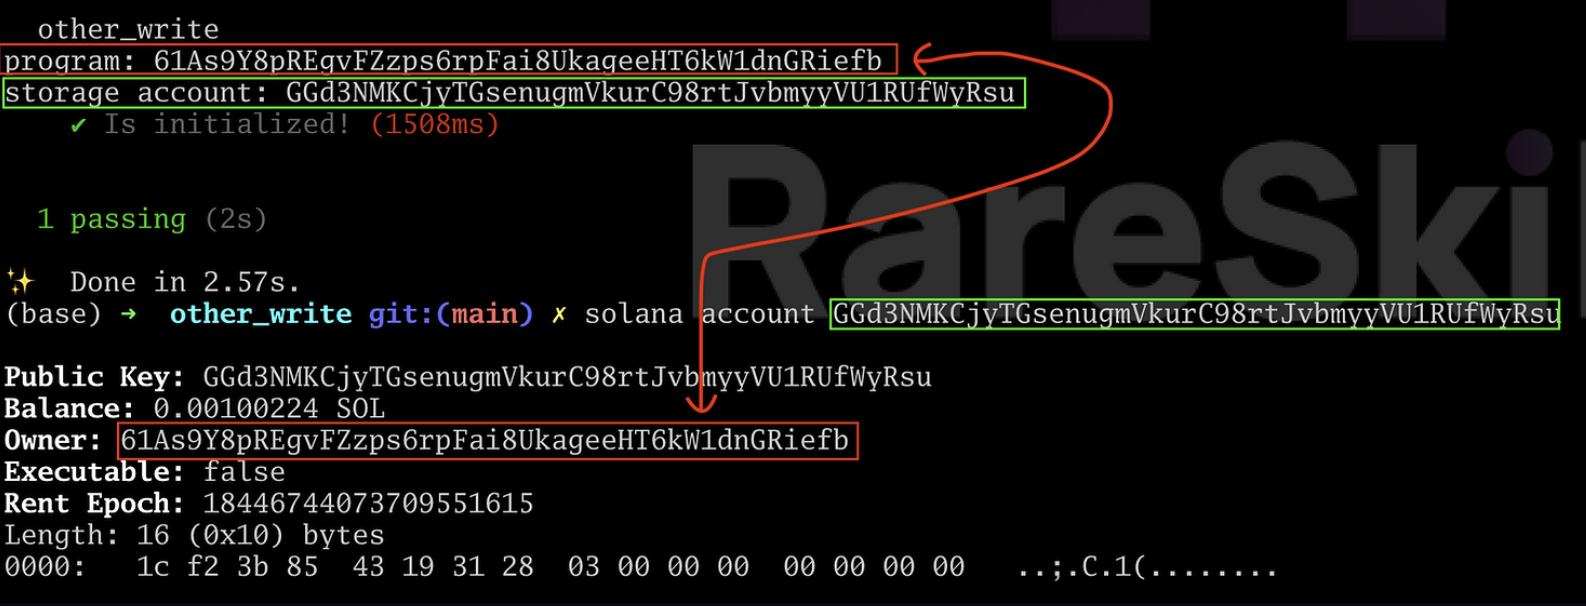 other_write
program: 61As9Y8pREgvFZzps6rpFai8UkageeHT6kW1dnGRiefb
storage account: GGd3NMKCjyTGsenugmVkurC98rtJvbmyyVU1RUfWyRsu
✔ Is initialized! (1508ms)
RareSki
1 passing (2s)
✨ Done in 2.57s.
(base) → other_write git:(main) ✗ solana account GGd3NMKCjyTGsenugmVkurC98rtJvbmyyVU1RUfWyRsu
Public Key: GGd3NMKCjyTGsenugmVkurC98rtJvbmyyVU1RUfWyRsu
Balance: 0.00100224 SOL
Owner: 61As9Y8pREgvFZzps6rpFai8UkageeHT6kW1dnGRiefb
Executable: false
Rent Epoch: 18446744073709551615
Length: 16 (0x10) bytes
0000: 1c f2 3b 85 43 19 31 28 03 00 00 00 00 00 00 00 ..;.C.1(........